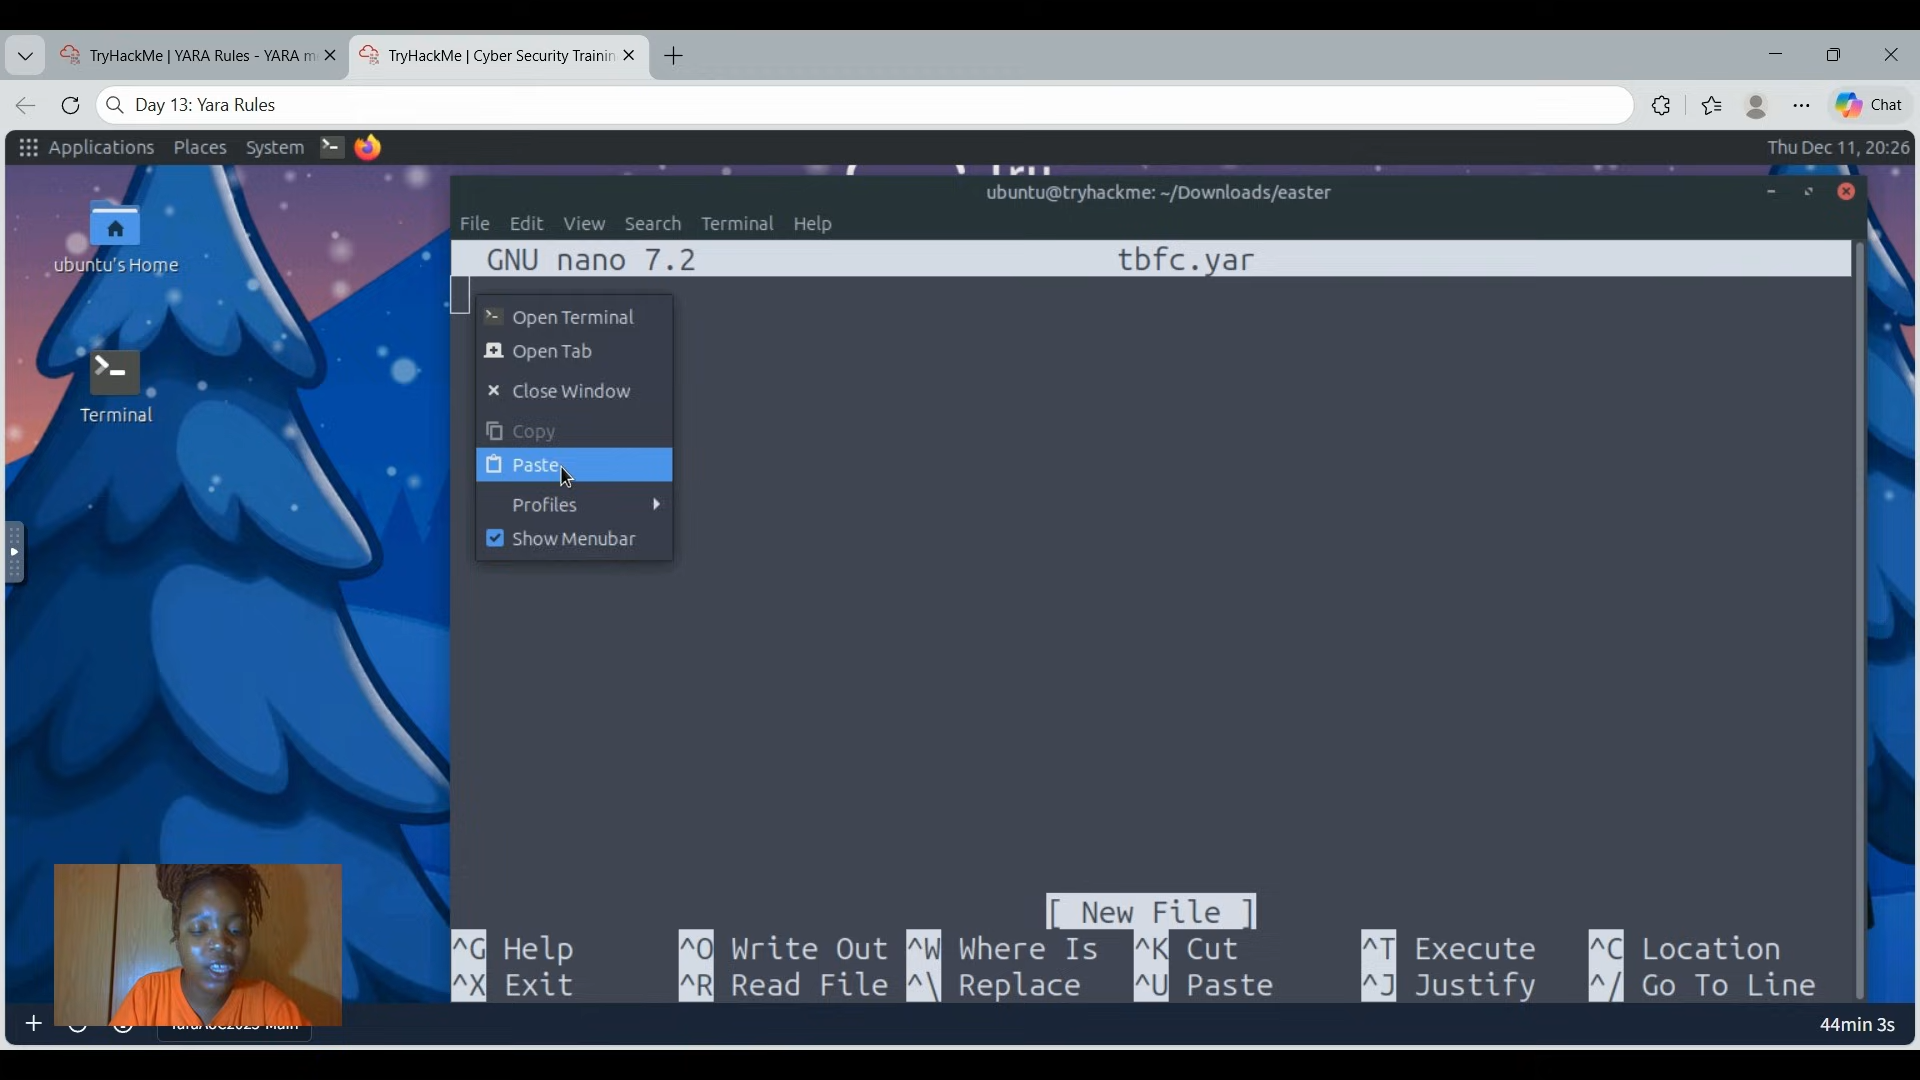 TryHackMe | YARA Rules - YARA m
TryHackMe | Cyber Security Trainin
Day 13: Yara Rules
Chat
Applications Places System
Thu Dec 11, 20:26
ubuntu@tryhackme: ~/Downloads/easter
File Edit View Search Terminal Help
GNU nano 7.2 tbfc.yar
ubuntu's Home
Terminal
Open Terminal
Open Tab
Close Window
Copy
Paste
Profiles
Show Menubar
[ New File ]
^G Help ^O Write Out ^W Where Is ^K Cut ^T Execute ^C Location
^X Exit ^R Read File ^\ Replace ^U Paste ^J Justify ^/ Go To Line
44min 3s